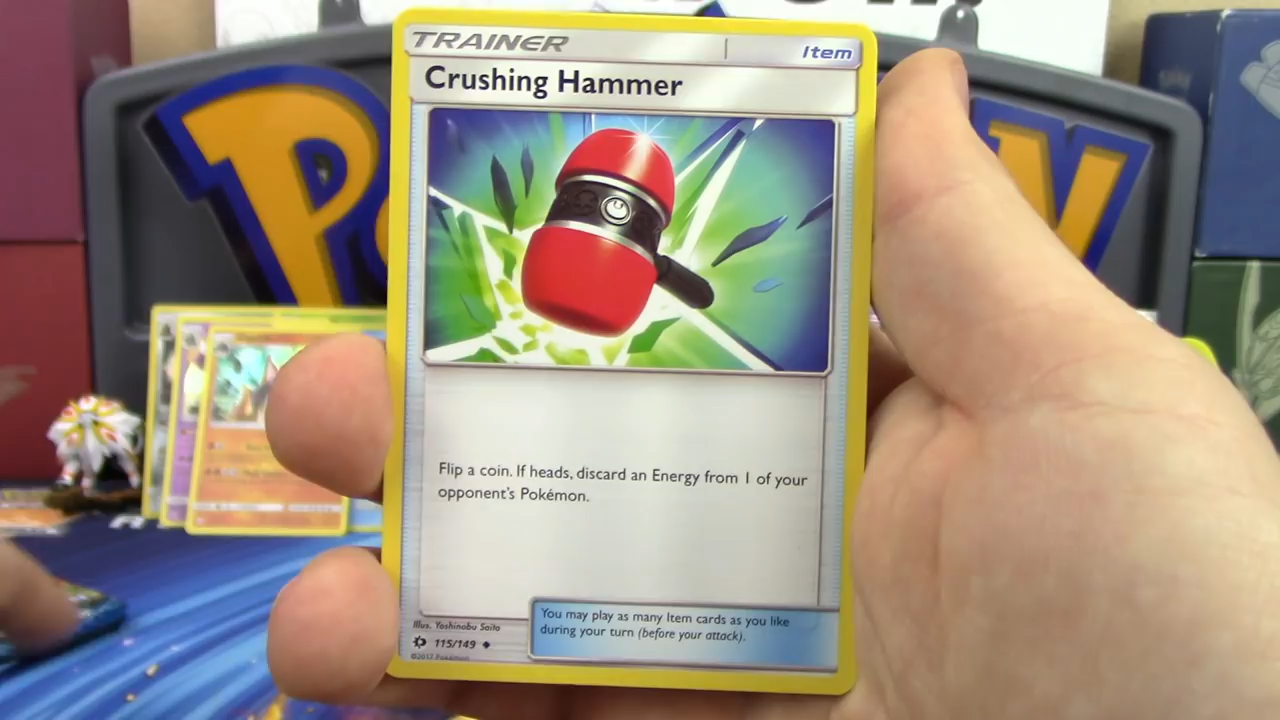 TRAINER
Item
Crushing Hammer
Flip a coin. If heads, discard an Energy from 1 of your
opponent's Pokémon.
You may play as many Item cards as you like
during your turn (before your attack).
Illus. Yoshinobu Saito
115/149
©2017 Pokémon